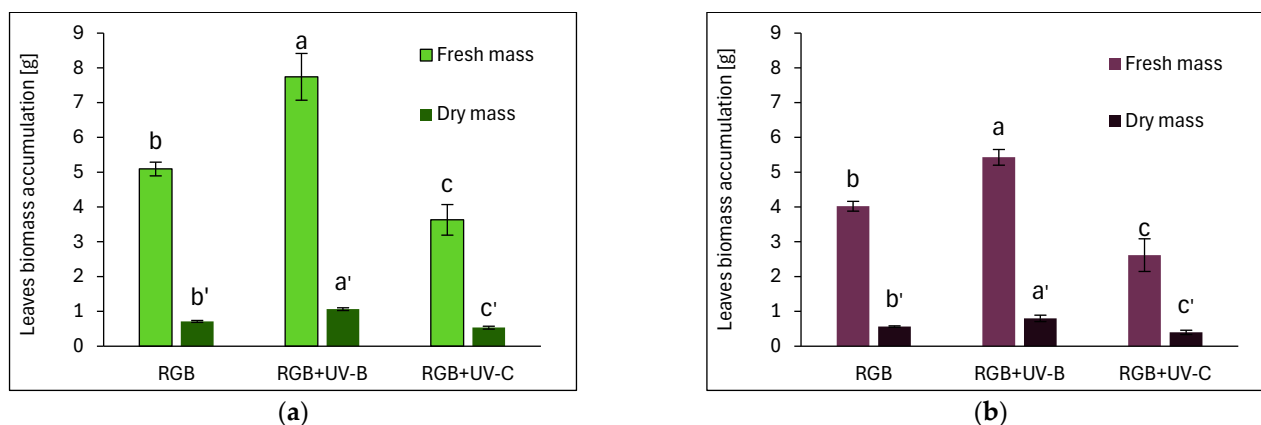 Leaves biomass accumulation [g]
9
8
7
6
5
4
3
2
1
0
Fresh mass
Dry mass
b
a
c
b'
a'
c'
RGB
RGB+UV-B
RGB+UV-C
(a)
Leaves biomass accumulation [g]
9
8
7
6
5
4
3
2
1
0
Fresh mass
Dry mass
b
a
c
b'
a'
c'
RGB
RGB+UV-B
RGB+UV-C
(b)